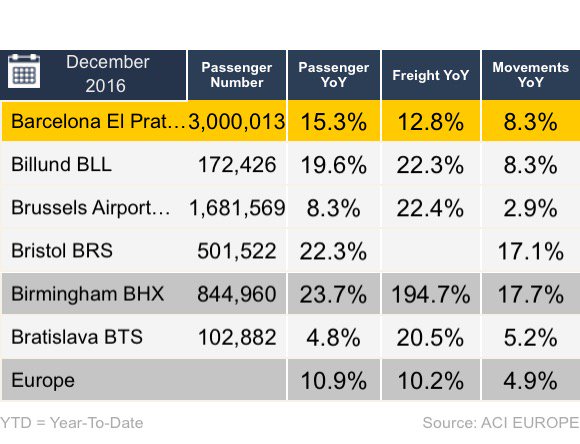 December 2016 Passenger Number Passenger YoY Freight YoY Movements YoY
Barcelona El Prat… 3,000,013 15.3% 12.8% 8.3%
Billund BLL 172,426 19.6% 22.3% 8.3%
Brussels Airport… 1,681,569 8.3% 22.4% 2.9%
Bristol BRS 501,522 22.3% 17.1%
Birmingham BHX 844,960 23.7% 194.7% 17.7%
Bratislava BTS 102,882 4.8% 20.5% 5.2%
Europe 10.9% 10.2% 4.9%
YTD = Year-To-Date Source: ACI EUROPE